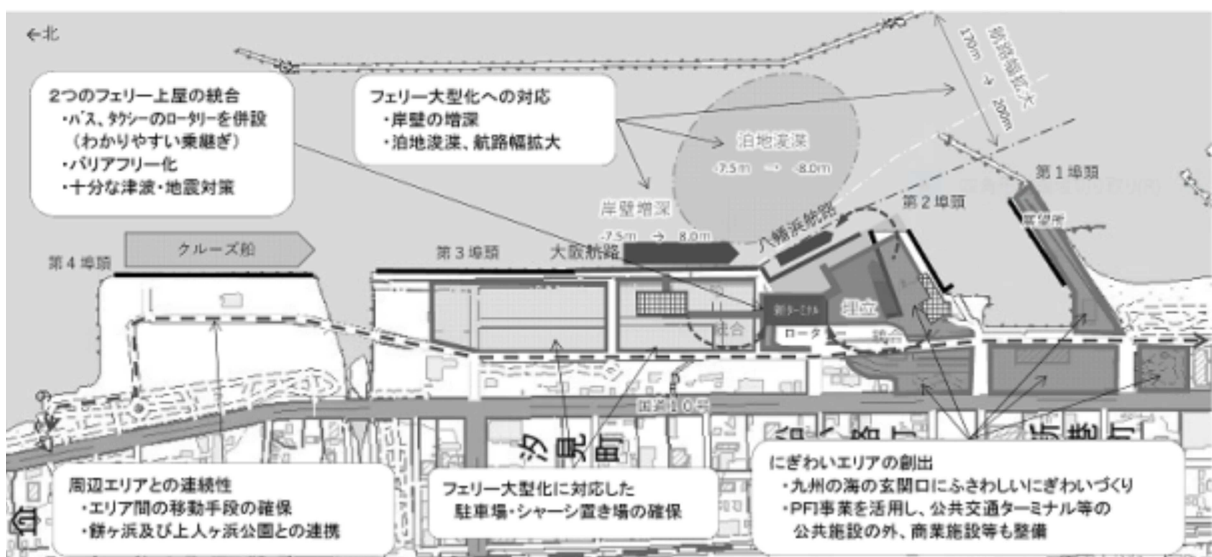 ←北
2つのフェリー上屋の統合
・バス、タクシーのロータリーを併設
(わかりやすい乗継ぎ)
・バリアフリー化
・十分な津波・地震対策
フェリー大型化への対応
・岸壁の増深
・泊地浚渫、航路幅拡大
航路幅拡大
170m → 200m
泊地浚渫
-7.5m → -8.0m
岸壁増深
-7.5m → 8.0m
第4埠頭
クルーズ船
第3埠頭
大阪航路
八幡浜航路
第2埠頭
第1埠頭
展望所
新ターミナル
埋立
統合
ロータリー
統合
国道10号
汐見町
新港町
周辺エリアとの連続性
・エリア間の移動手段の確保
・餅ヶ浜及び上人ヶ浜公園との連携
フェリー大型化に対応した
駐車場・シャーシ置き場の確保
にぎわいエリアの創出
・九州の海の玄関口にふさわしいにぎわいづくり
・PFI事業を活用し、公共交通ターミナル等の
公共施設の外、商業施設等も整備